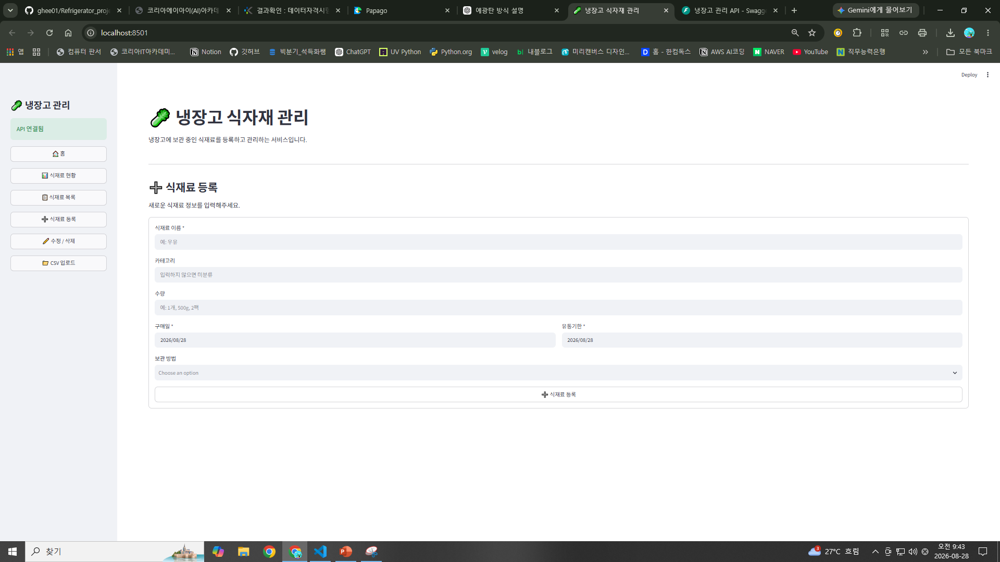 ghee01/Refrigerator_proje
코리아에이아이(AI)아카데
결과확인 : 데이터자격시험
Papago
예광탄 방식 설명
냉장고 식자재 관리
냉장고 관리 API - Swagge
Gemini에게 물어보기
localhost:8501
앱
컴퓨터 판서
코리아IT아카데미...
Notion
깃허브
빅분기_석득화쌤
ChatGPT
UV Python
Python.org
velog
내블로그
미리캔버스 디자인...
홈 - 한컴독스
AWS AI코딩
NAVER
YouTube
직무능력은행
모든 북마크
Deploy
냉장고 관리
API 연결됨
홈
식재료 현황
식재료 목록
식재료 등록
수정 / 삭제
CSV 업로드
냉장고 식자재 관리
냉장고에 보관 중인 식재료를 등록하고 관리하는 서비스입니다.
식재료 등록
새로운 식재료 정보를 입력해주세요.
식재료 이름 *
예: 우유
카테고리
입력하지 않으면 미분류
수량
예: 1개, 500g, 2팩
구매일 *
2026/08/28
유통기한 *
2026/08/28
보관 방법
Choose an option
식재료 등록
찾기
3
27°C 흐림
오전 9:43
2026-08-28